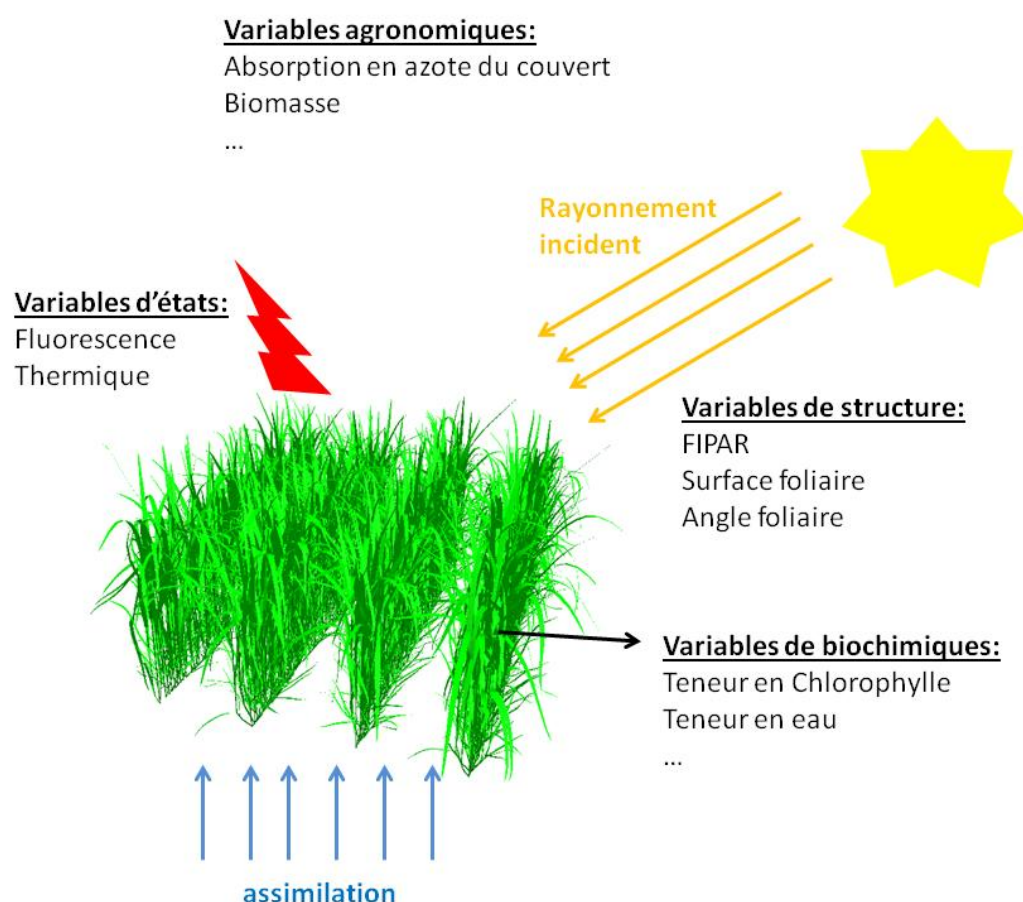 Variables agronomiques:
Absorption en azote du couvert
Biomasse
...
Rayonnement
incident
Variables d’états:
Fluorescence
Thermique
Variables de structure:
FIPAR
Surface foliaire
Angle foliaire
Variables de biochimiques:
Teneur en Chlorophylle
Teneur en eau
...
assimilation